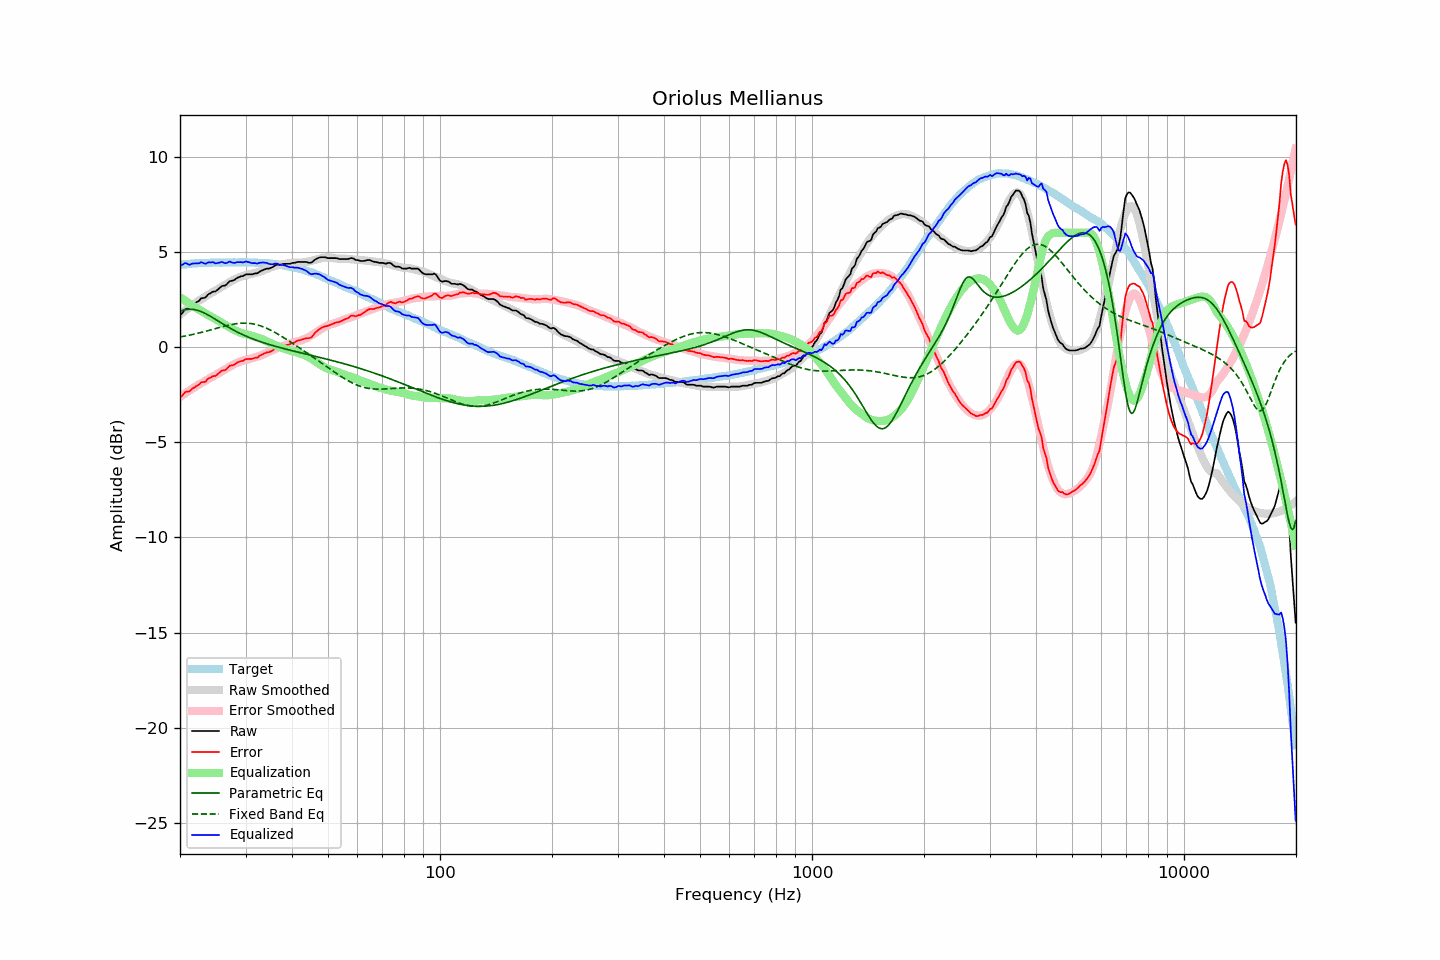 Oriolus Mellianus
10
5
0
−5
−10
−15
−20
−25
Amplitude (dBr)
Target
Raw Smoothed
Error Smoothed
Raw
Error
Equalization
Parametric Eq
Fixed Band Eq
Equalized
100
1000
10000
Frequency (Hz)